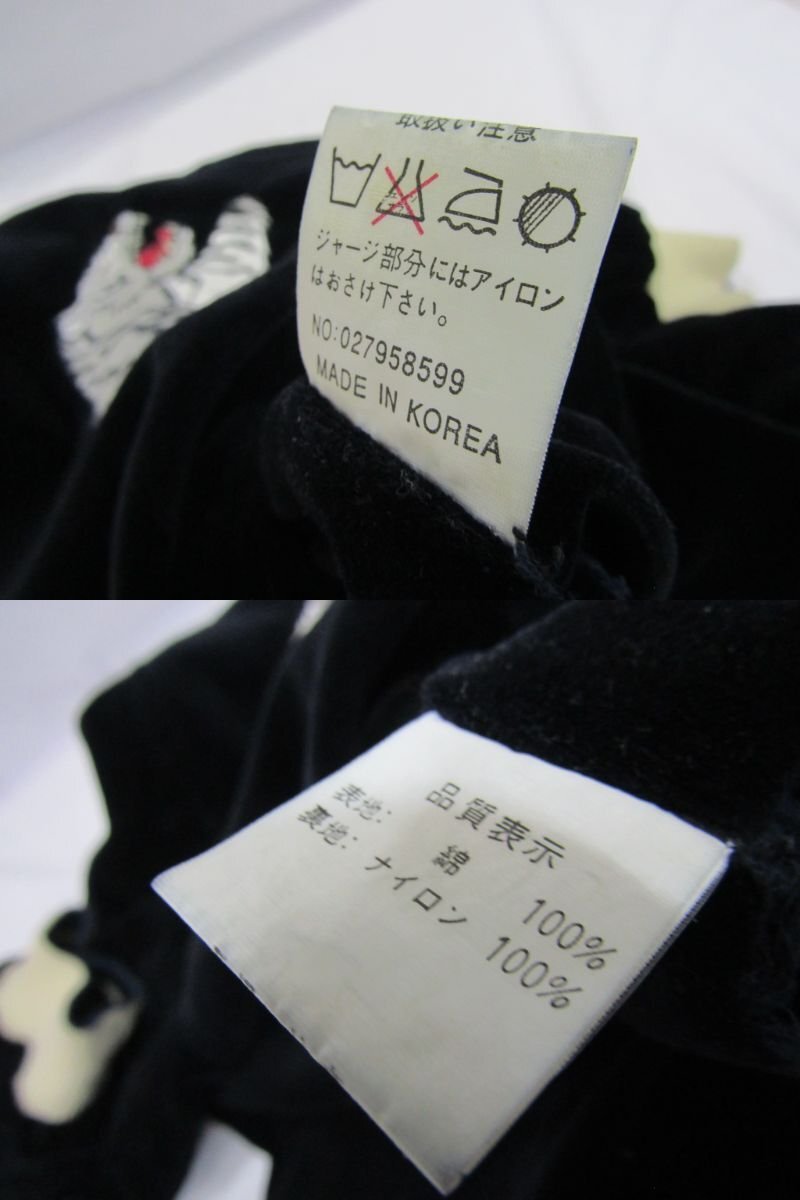 取扱い注意
ジャージ部分にはアイロン
はおさけ下さい。
NO:027958599
MADE IN KOREA
品質表示
表地: 綿 100%
裏地: ナイロン 100%